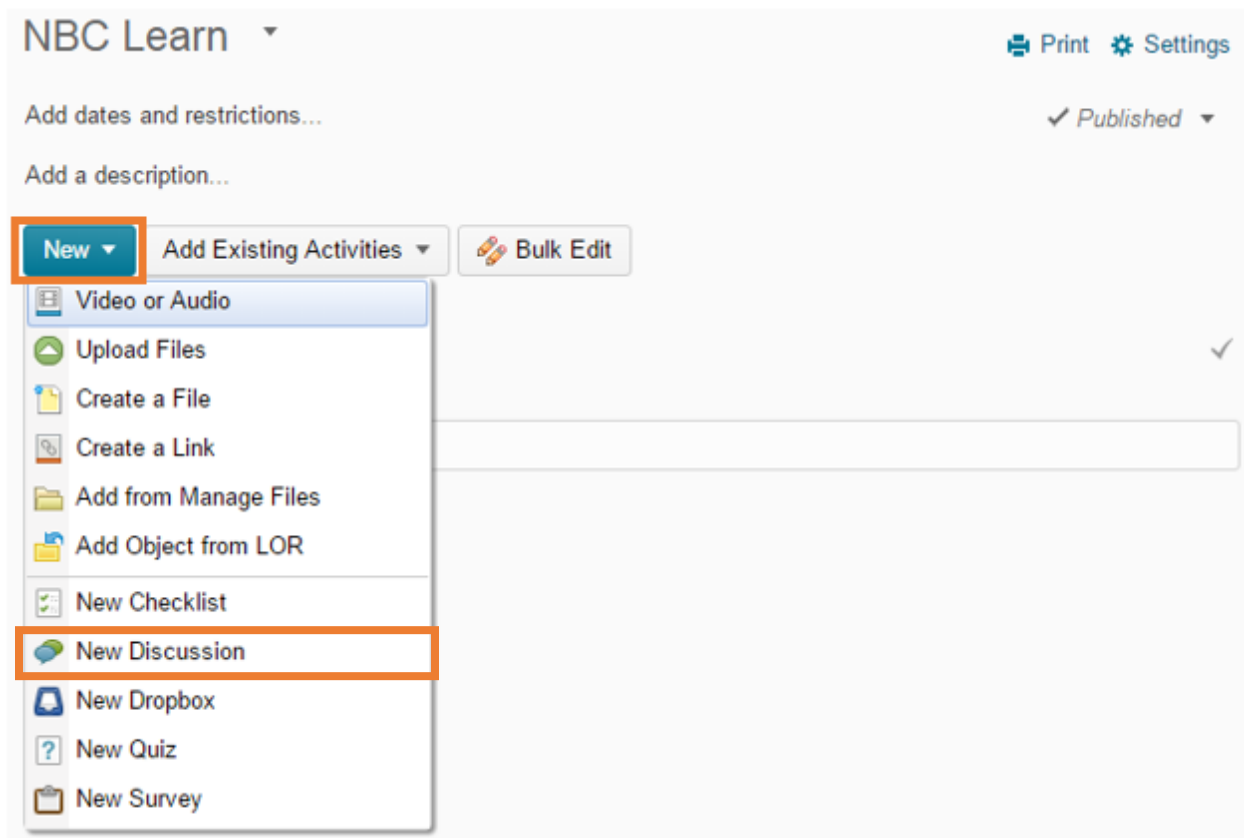 NBC Learn
Print Settings
Add dates and restrictions...
Published
Add a description...
New Add Existing Activities Bulk Edit
Video or Audio
Upload Files
Create a File
Create a Link
Add from Manage Files
Add Object from LOR
New Checklist
New Discussion
New Dropbox
New Quiz
New Survey